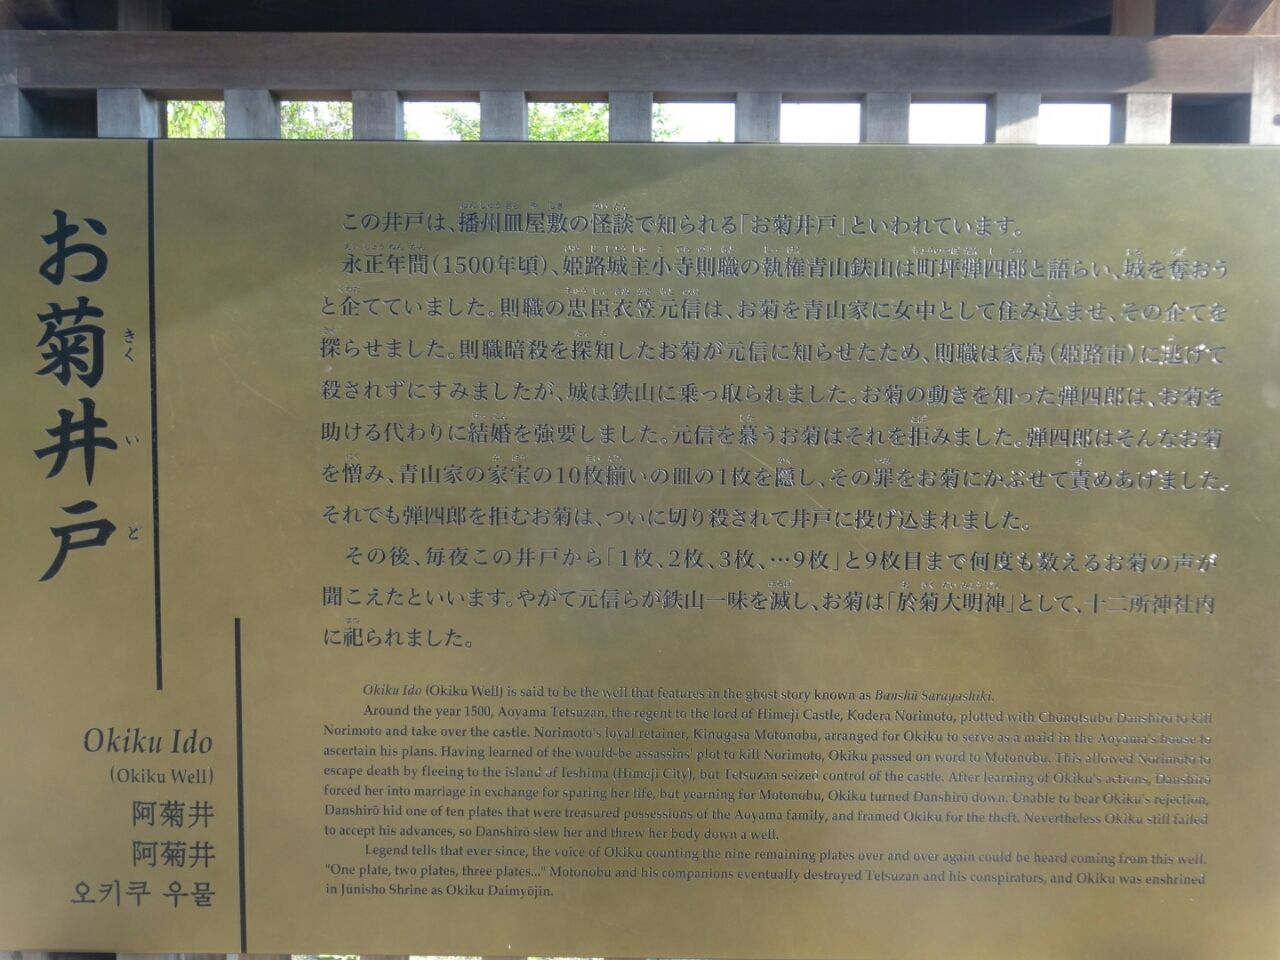 お菊井戸
きく
い
ど
Okiku Ido
(Okiku Well)
阿菊井
阿菊井
오키쿠 우물
この井戸は、播州皿屋敷の怪談で知られる「お菊井戸」といわれています。
永正年間(1500年頃)、姫路城主小寺則職の執権青山鉄山は町坪弾四郎と語らい、城を奪おう
と企てていました。則職の忠臣衣笠元信は、お菊を青山家に女中として住み込ませ、その企てを
探らせました。則職暗殺を探知したお菊が元信に知らせたため、則職は家島(姫路市)に逃げて
殺されずにすみましたが、城は鉄山に乗っ取られました。お菊の動きを知った弾四郎は、お菊を
助ける代わりに結婚を強要しました。元信を慕うお菊はそれを拒みました。弾四郎はそんなお菊
を憎み、青山家の家宝の10枚揃いの皿の1枚を隠し、その罪をお菊にかぶせて責めあげました。
それでも弾四郎を拒むお菊は、ついに切り殺されて井戸に投げ込まれました。
その後、毎夜この井戸から「1枚、2枚、3枚、…9枚」と9枚目まで何度も数えるお菊の声が
聞こえたといいます。やがて元信らが鉄山一味を滅し、お菊は「於菊大明神」として、十二所神社内
に祀られました。
Okiku Ido (Okiku Well) is said to be the well that features in the ghost story known as Banshū Sarayashiki.
Around the year 1500, Aoyama Tetsuzan, the regent to the lord of Himeji Castle, Kodera Norimoto, plotted with Chōnotsubo Danshirō to kill
Norimoto and take over the castle. Norimoto's loyal retainer, Kinugasa Motonobu, arranged for Okiku to serve as a maid in the Aoyama's house to
ascertain his plans. Having learned of the would-be assassins' plot to kill Norimoto, Okiku passed on word to Motonobu. This allowed Norimoto to
escape death by fleeing to the island of Ieshima (Himeji City), but Tetsuzan seized control of the castle. After learning of Okiku's actions, Danshirō
forced her into marriage in exchange for sparing her life, but yearning for Motonobu, Okiku turned Danshirō down. Unable to bear Okiku's rejection,
Danshirō hid one of ten plates that were treasured possessions of the Aoyama family, and framed Okiku for the theft. Nevertheless Okiku still failed
to accept his advances, so Danshirō slew her and threw her body down a well.
Legend tells that ever since, the voice of Okiku counting the nine remaining plates over and over again could be heard coming from this well.
"One plate, two plates, three plates..." Motonobu and his companions eventually destroyed Tetsuzan and his conspirators, and Okiku was enshrined
in Jūnisho Shrine as Okiku Daimyōjin.